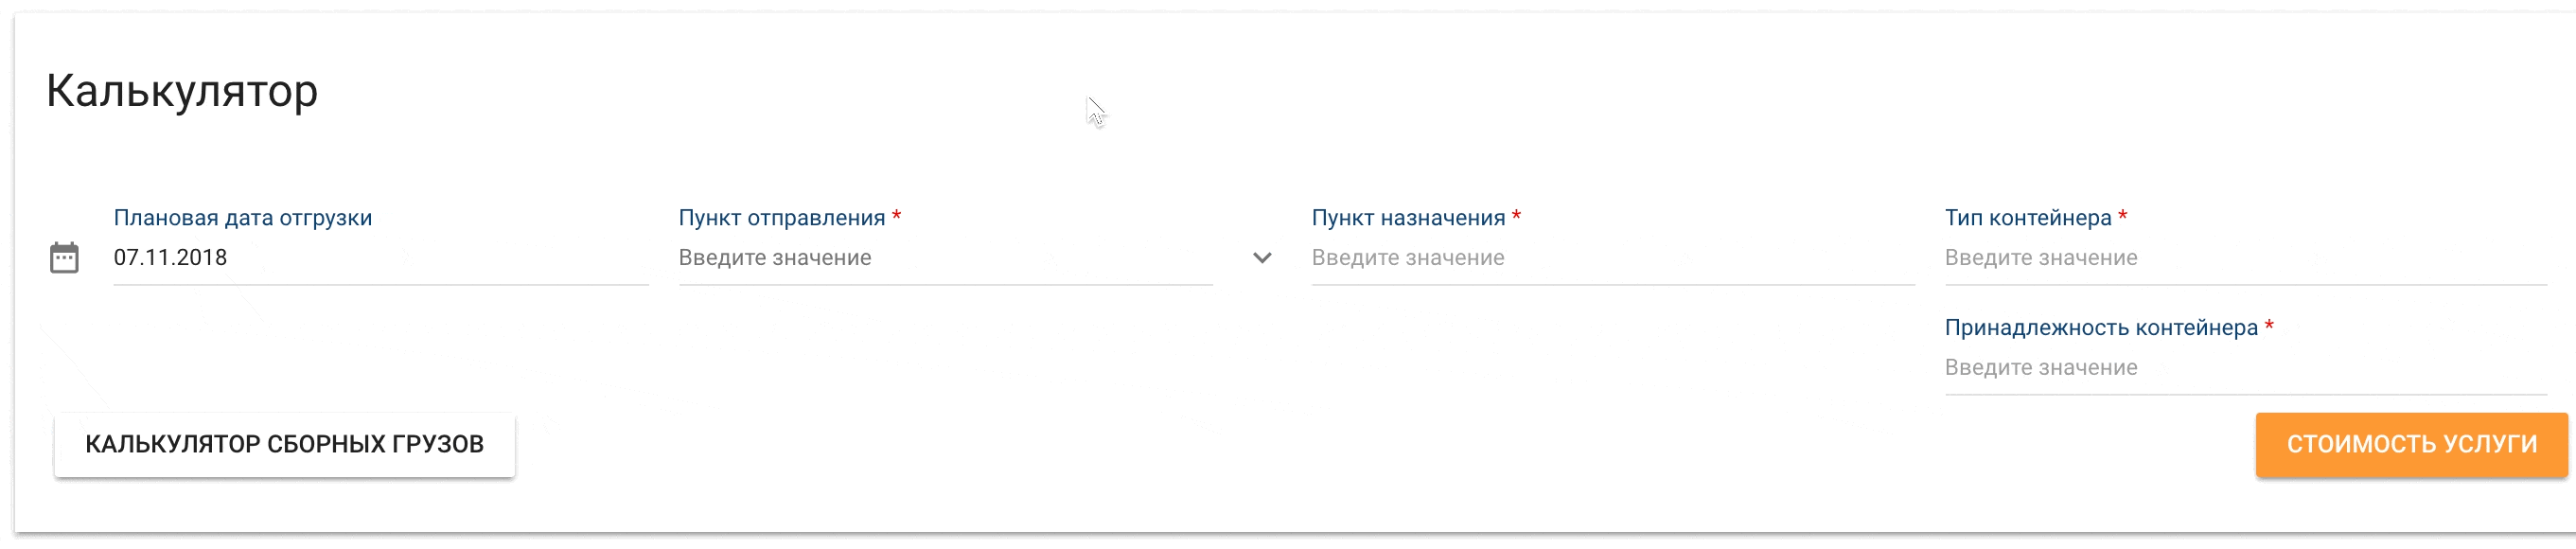 Калькулятор
Плановая дата отгрузки
07.11.2018
Пункт отправления *
Введите значение
Пункт назначения *
Введите значение
Тип контейнера *
Введите значение
Принадлежность контейнера *
Введите значение
КАЛЬКУЛЯТОР СБОРНЫХ ГРУЗОВ
СТОИМОСТЬ УСЛУГИ